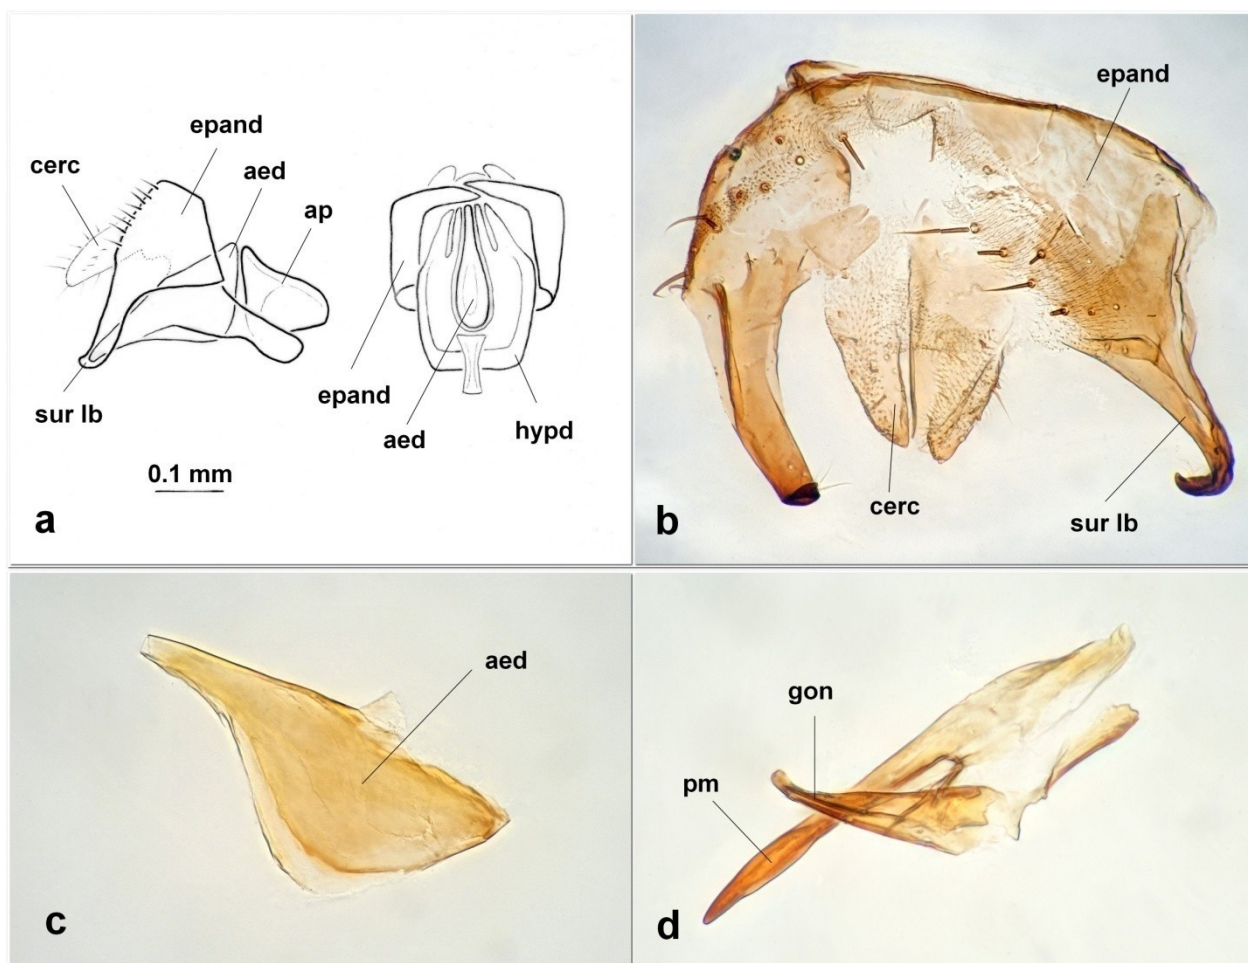 epand
cerc
aed
ap
epand
aed
hypd
sur lb
0.1 mm
a
epand
cerc
sur lb
b
aed
c
gon
pm
d